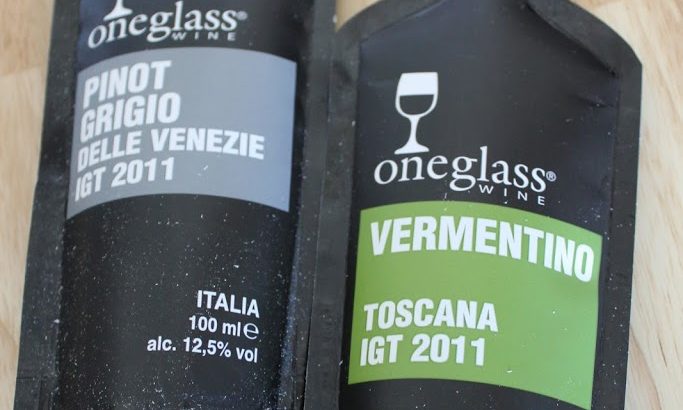 oneglass®
WINE
PINOT
GRIGIO
DELLE VENEZIE
IGT 2011
ITALIA
100 ml e
alc. 12,5% vol
oneglass®
WINE
VERMENTINO
TOSCANA
IGT 2011